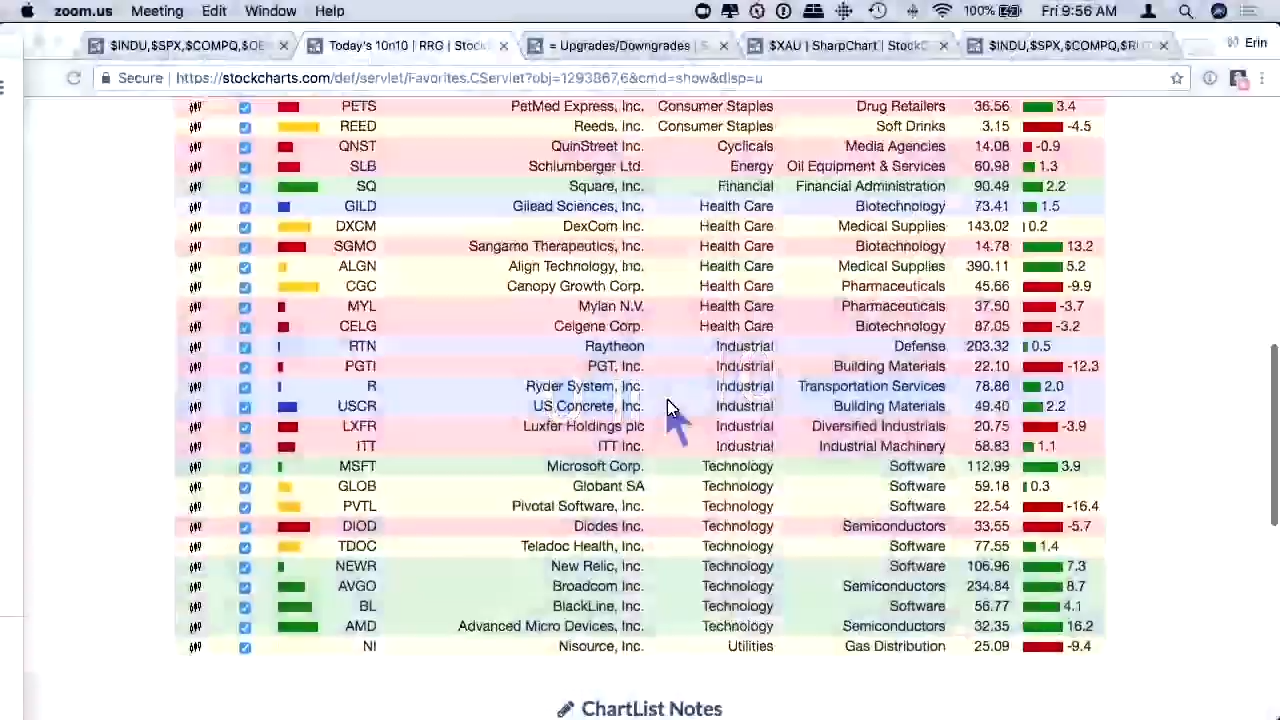 zoom.us Meeting Edit Window Help 100% Fri 9:56 AM
$INDU,$SPX,$COMPQ,$OE Today's 10n10 | RRG | Stock = Upgrades/Downgrades | S $XAU | SharpChart | StockC $INDU,$SPX,$COMPQ,$RU Erin
Secure https://stockcharts.com/def/servlet/Favorites.CServlet?obj=1293867,6&cmd=show&disp=u
PETS PetMed Express, Inc. Consumer Staples Drug Retailers 36.56 3.4
REED Reeds, Inc. Consumer Staples Soft Drinks 3.15 -4.5
QNST QuinStreet Inc. Cyclicals Media Agencies 14.08 -0.9
SLB Schlumberger Ltd. Energy Oil Equipment & Services 60.98 1.3
SQ Square, Inc. Financial Financial Administration 90.49 2.2
GILD Gilead Sciences, Inc. Health Care Biotechnology 73.41 1.5
DXCM DexCom Inc. Health Care Medical Supplies 143.02 0.2
SGMO Sangamo Therapeutics, Inc. Health Care Biotechnology 14.78 13.2
ALGN Align Technology, Inc. Health Care Medical Supplies 390.11 5.2
CGC Canopy Growth Corp. Health Care Pharmaceuticals 45.66 -9.9
MYL Mylan N.V. Health Care Pharmaceuticals 37.50 -3.7
CELG Celgene Corp. Health Care Biotechnology 87.05 -3.2
RTN Raytheon Industrial Defense 203.32 0.5
PGTI PGT, Inc. Industrial Building Materials 22.10 -12.3
R Ryder System, Inc. Industrial Transportation Services 78.86 2.0
USCR US Concrete, Inc. Industrial Building Materials 49.40 2.2
LXFR Luxfer Holdings plc Industrial Diversified Industrials 20.75 -3.9
ITT ITT Inc. Industrial Industrial Machinery 58.83 1.1
MSFT Microsoft Corp. Technology Software 112.99 3.9
GLOB Globant SA Technology Software 59.18 0.3
PVTL Pivotal Software, Inc. Technology Software 22.54 -16.4
DIOD Diodes Inc. Technology Semiconductors 33.55 -5.7
TDOC Teladoc Health, Inc. Technology Software 77.55 1.4
NEWR New Relic, Inc. Technology Software 106.96 7.3
AVGO Broadcom Inc. Technology Semiconductors 234.84 8.7
BL BlackLine, Inc. Technology Software 56.77 4.1
AMD Advanced Micro Devices, Inc. Technology Semiconductors 32.35 16.2
NI Nisource, Inc. Utilities Gas Distribution 25.09 -9.4
ChartList Notes